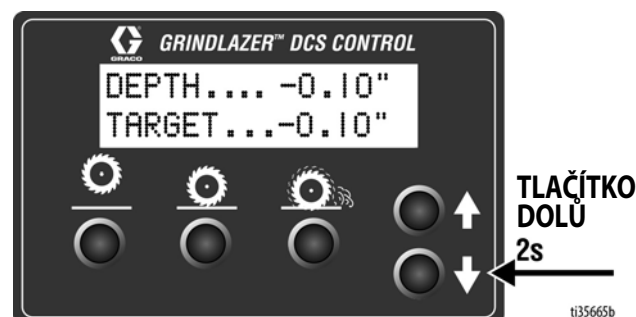 GRACO
GRINDLAZER™ DCS CONTROL
DEPTH.... -0.10"
TARGET...-0.10"
TLAČÍTKO
DOLŮ
2s
ti35665b